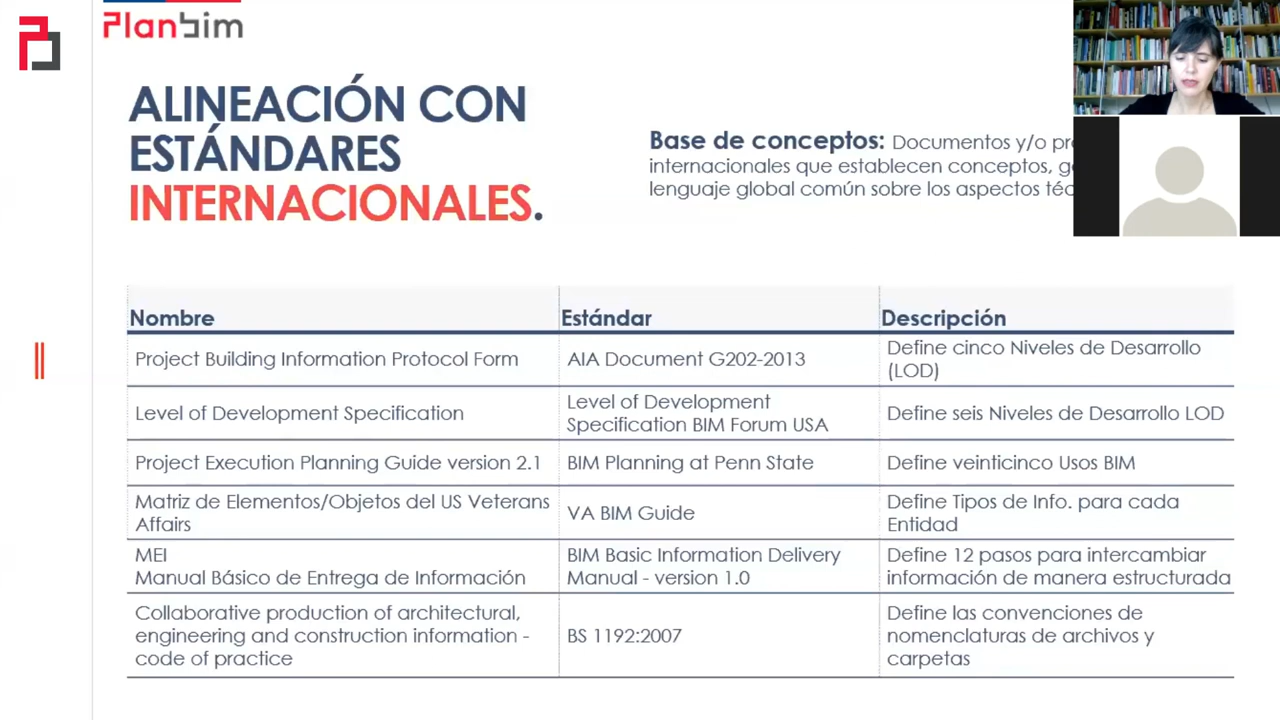 Planbim
ALINEACIÓN CON
ESTÁNDARES
INTERNACIONALES.
Base de conceptos: Documentos y/o
internacionales que establecen conceptos,
lenguaje global común sobre los aspectos
Nombre
Estándar
Descripción
Project Building Information Protocol Form
AIA Document G202-2013
Define cinco Niveles de Desarrollo
(LOD)
Level of Development Specification
Level of Development
Specification BIM Forum USA
Define seis Niveles de Desarrollo LOD
Project Execution Planning Guide version 2.1
BIM Planning at Penn State
Define veinticinco Usos BIM
Matriz de Elementos/Objetos del US Veterans
Affairs
VA BIM Guide
Define Tipos de Info. para cada
Entidad
MEI
Manual Básico de Entrega de Información
BIM Basic Information Delivery
Manual - version 1.0
Define 12 pasos para intercambiar
información de manera estructurada
Collaborative production of architectural,
engineering and construction information -
code of practice
BS 1192:2007
Define las convenciones de
nomenclaturas de archivos y
carpetas